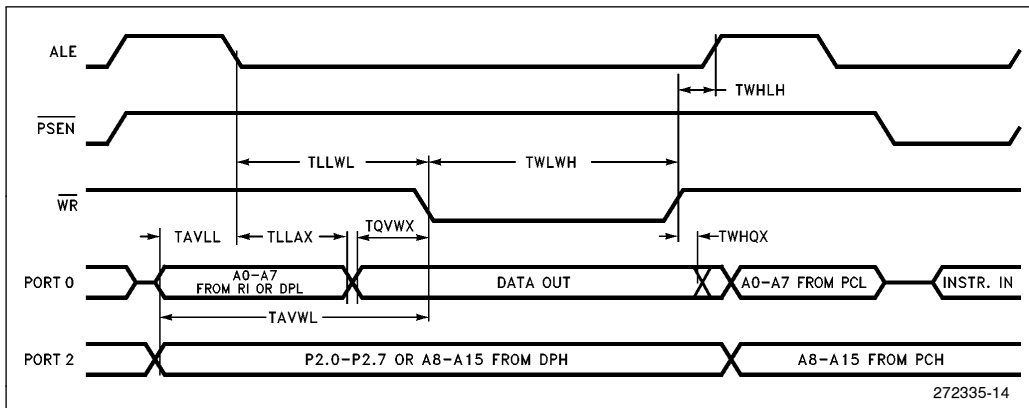 ALE
TWHLH
PSEN
TLLWL
TWLWH
WR
TAVLL
TLLAX
TQVWX
TWHQX
PORT 0
A0-A7
FROM RI OR DPL
DATA OUT
A0-A7 FROM PCL
INSTR. IN
TAVWL
PORT 2
P2.0-P2.7 OR A8-A15 FROM DPH
A8-A15 FROM PCH
272335-14